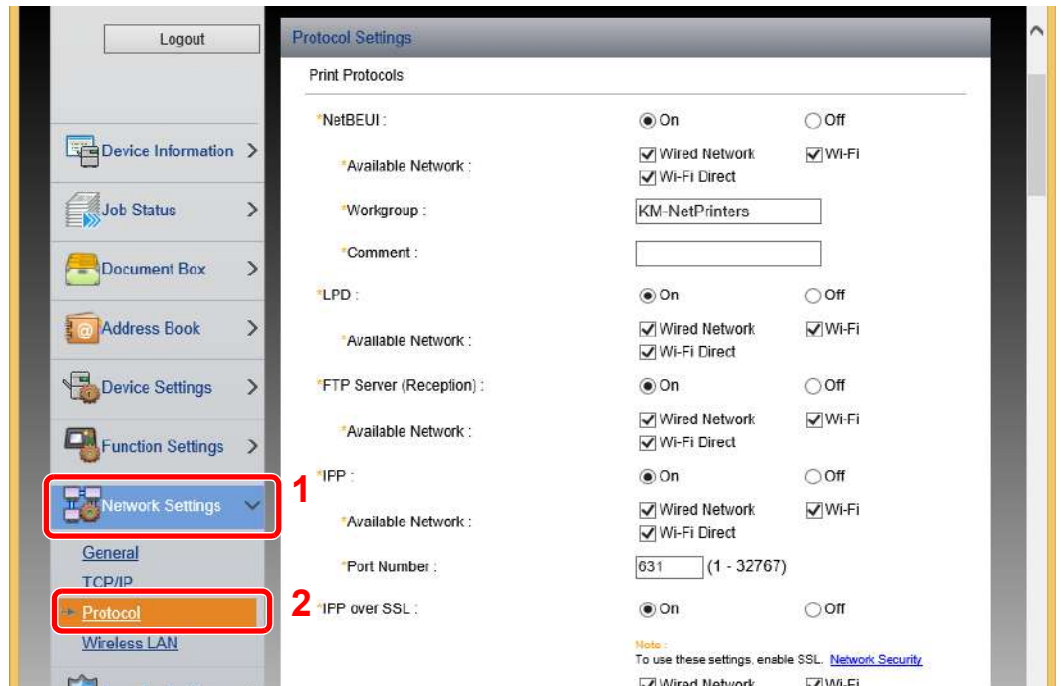 Logout
Device Information
Job Status
Document Box
Address Book
Device Settings
Function Settings
Network Settings
1
General
TCP/IP
Protocol
2
Wireless LAN
Protocol Settings
Print Protocols
*NetBEUI : On Off
*Available Network : Wired Network Wi-Fi
Wi-Fi Direct
*Workgroup : KM-NetPrinters
*Comment :
*LPD : On Off
*Available Network : Wired Network Wi-Fi
Wi-Fi Direct
*FTP Server (Reception) : On Off
*Available Network : Wired Network Wi-Fi
Wi-Fi Direct
*IPP : On Off
*Available Network : Wired Network Wi-Fi
Wi-Fi Direct
*Port Number : 631 (1 - 32767)
*IPP over SSL : On Off
Note :
To use these settings, enable SSL. Network Security
Wired Network Wi-Fi